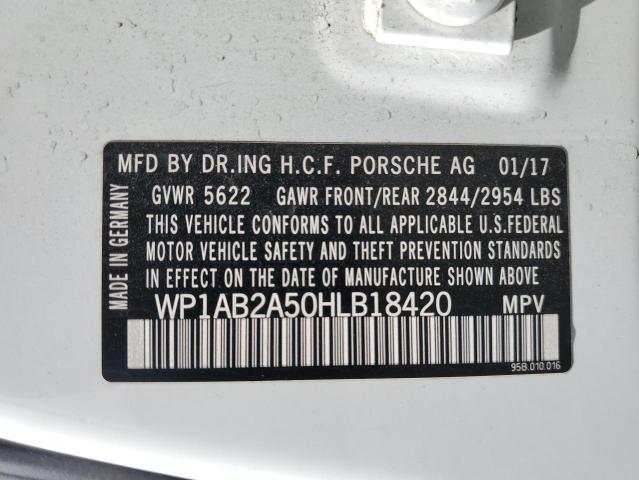 MFD BY DR.ING H.C.F. PORSCHE AG 01/17
GVWR 5622 GAWR FRONT/REAR 2844/2954 LBS
THIS VEHICLE CONFORMS TO ALL APPLICABLE U.S.FEDERAL
MOTOR VEHICLE SAFETY AND THEFT PREVENTION STANDARDS
IN EFFECT ON THE DATE OF MANUFACTURE SHOWN ABOVE.
WP1AB2A50HLB18420 MPV
95B.010.016
MADE IN GERMANY